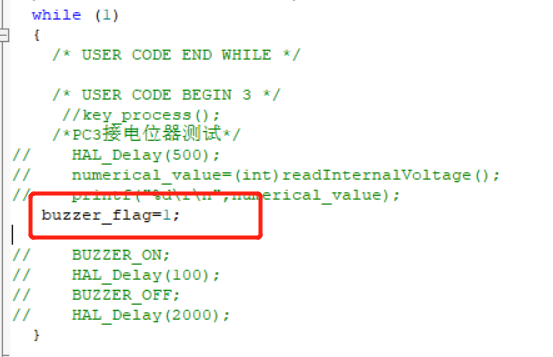 while (1)
{
/* USER CODE END WHILE */
/* USER CODE BEGIN 3 */
//key_process();
/*PC3接电位器测试*/
// HAL_Delay(500);
// numerical_value=(int)readInternalVoltage();
// printf("%d\r\n",numerical_value);
buzzer_flag=1;
// BUZZER_ON;
// HAL_Delay(100);
// BUZZER_OFF;
// HAL_Delay(2000);
}